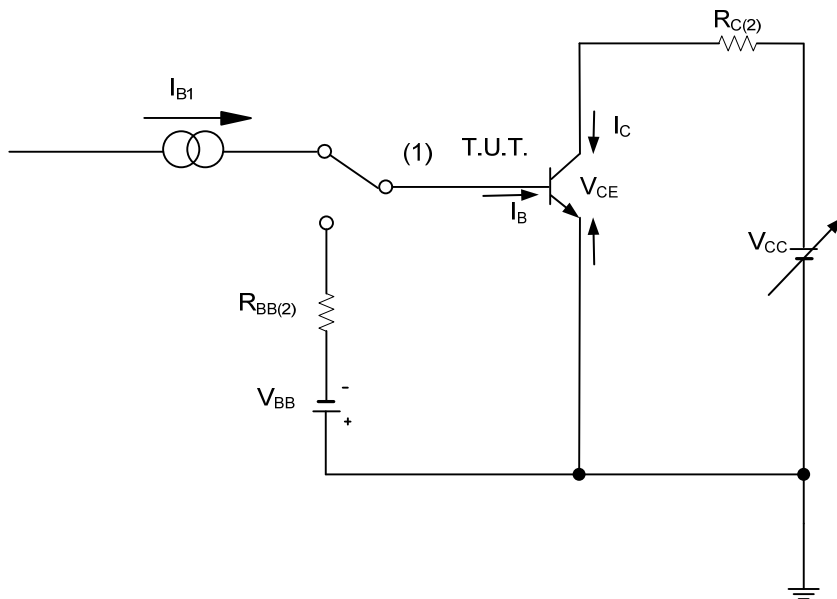 R_C(2)
I_B1
I_C
(1)
T.U.T.
V_CE
I_B
V_CC
R_BB(2)
-
V_BB
+